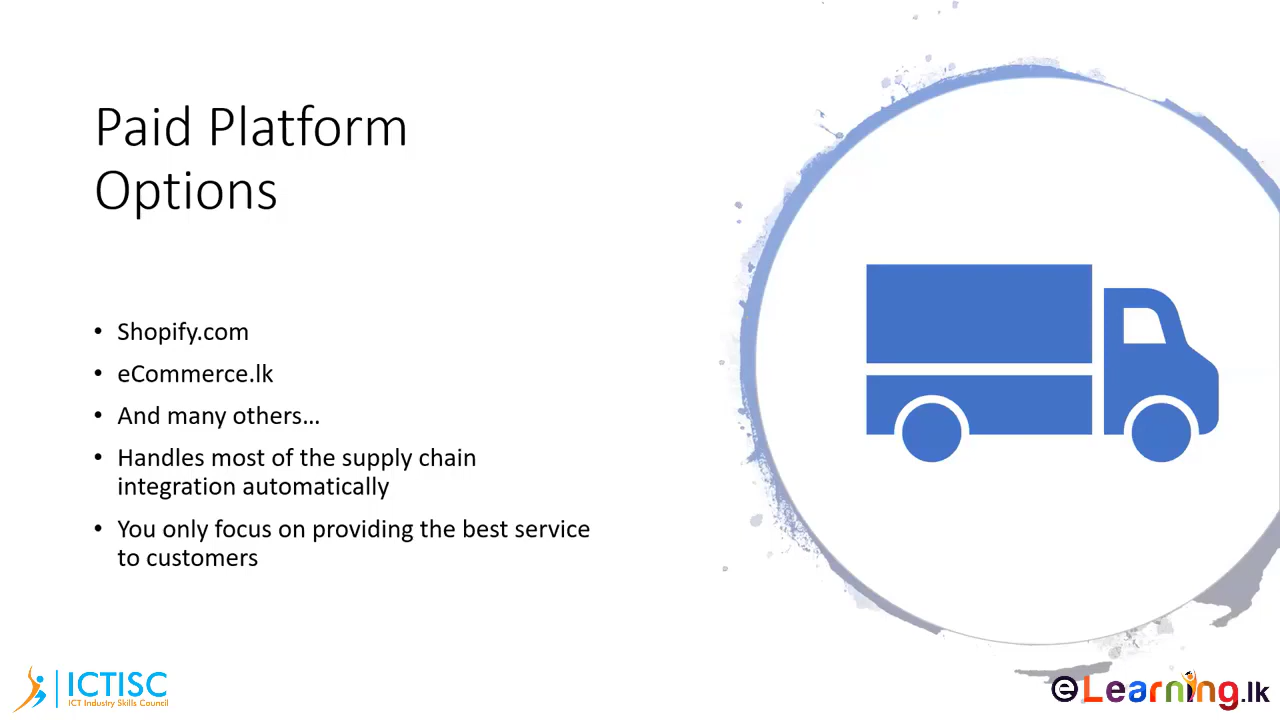 Paid Platform
Options
• Shopify.com
• eCommerce.lk
• And many others…
• Handles most of the supply chain
integration automatically
• You only focus on providing the best service
to customers
ICTISC
ICT Industry Skills Council
eLearning.lk